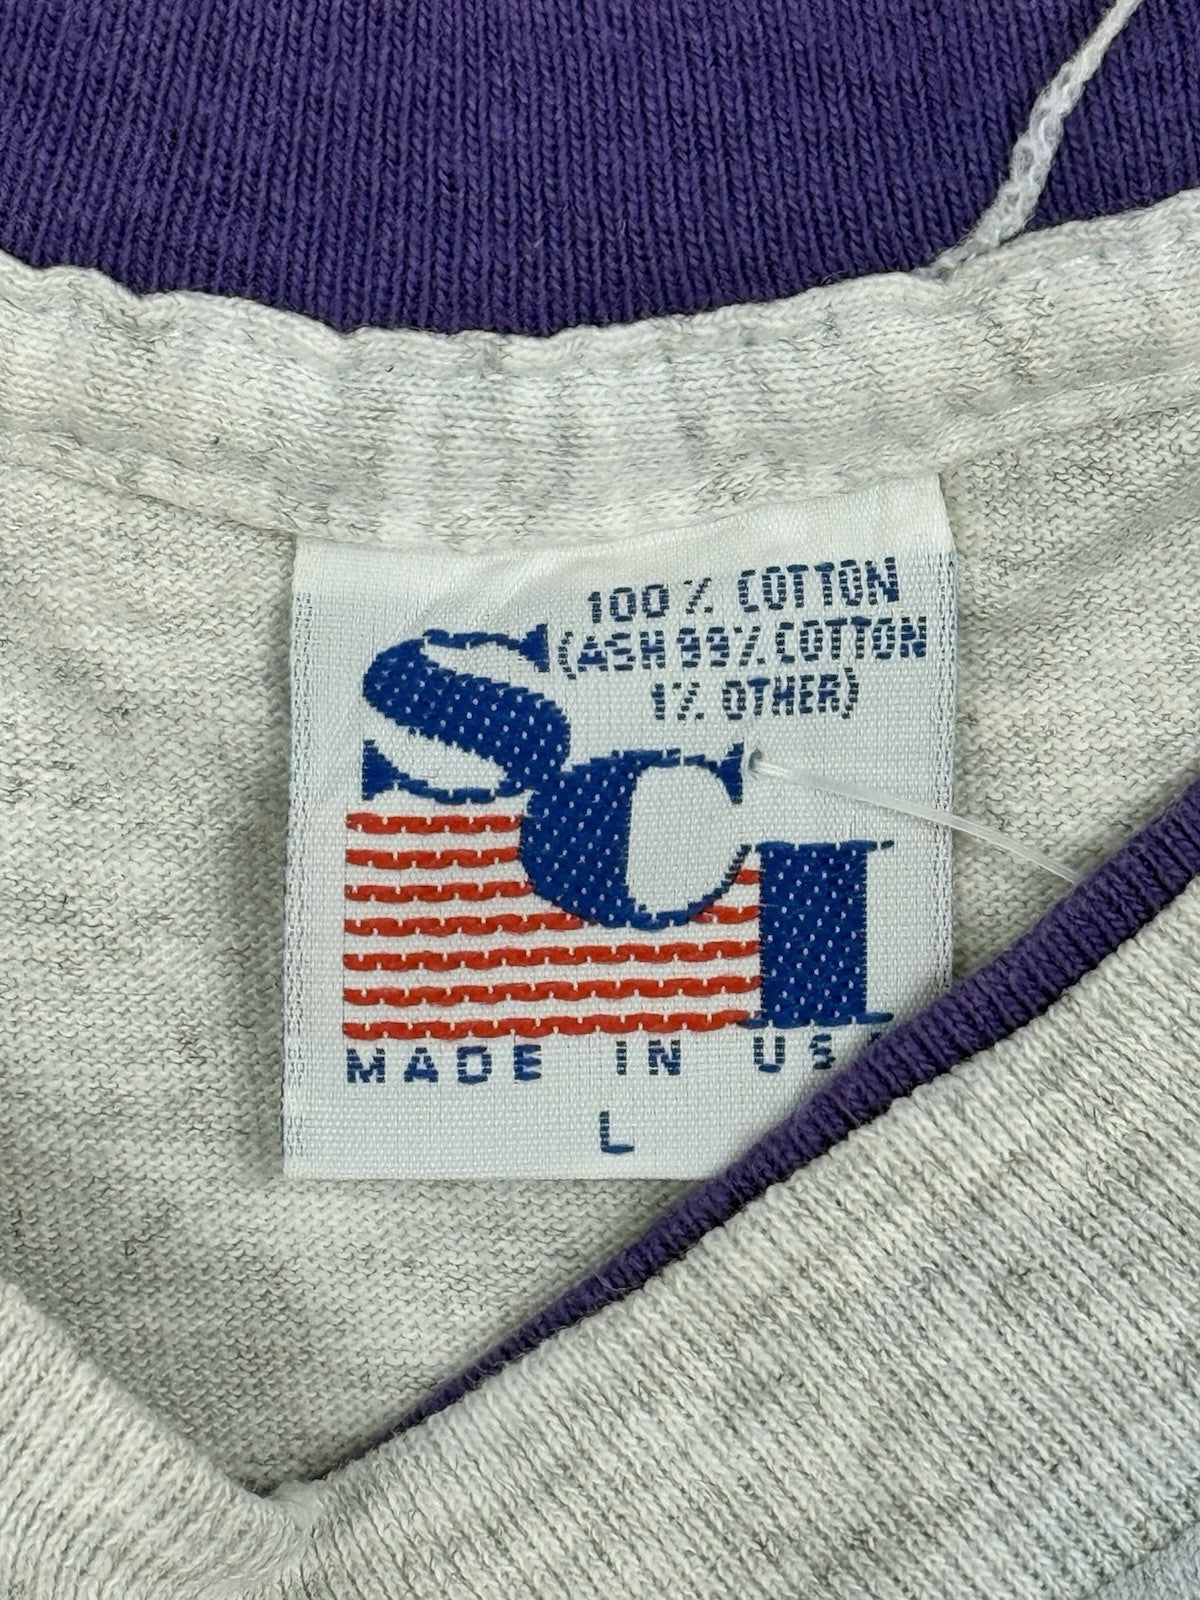 100% COTTON
(ASH 99% COTTON
1% OTHER)
SCI
MADE IN US
L